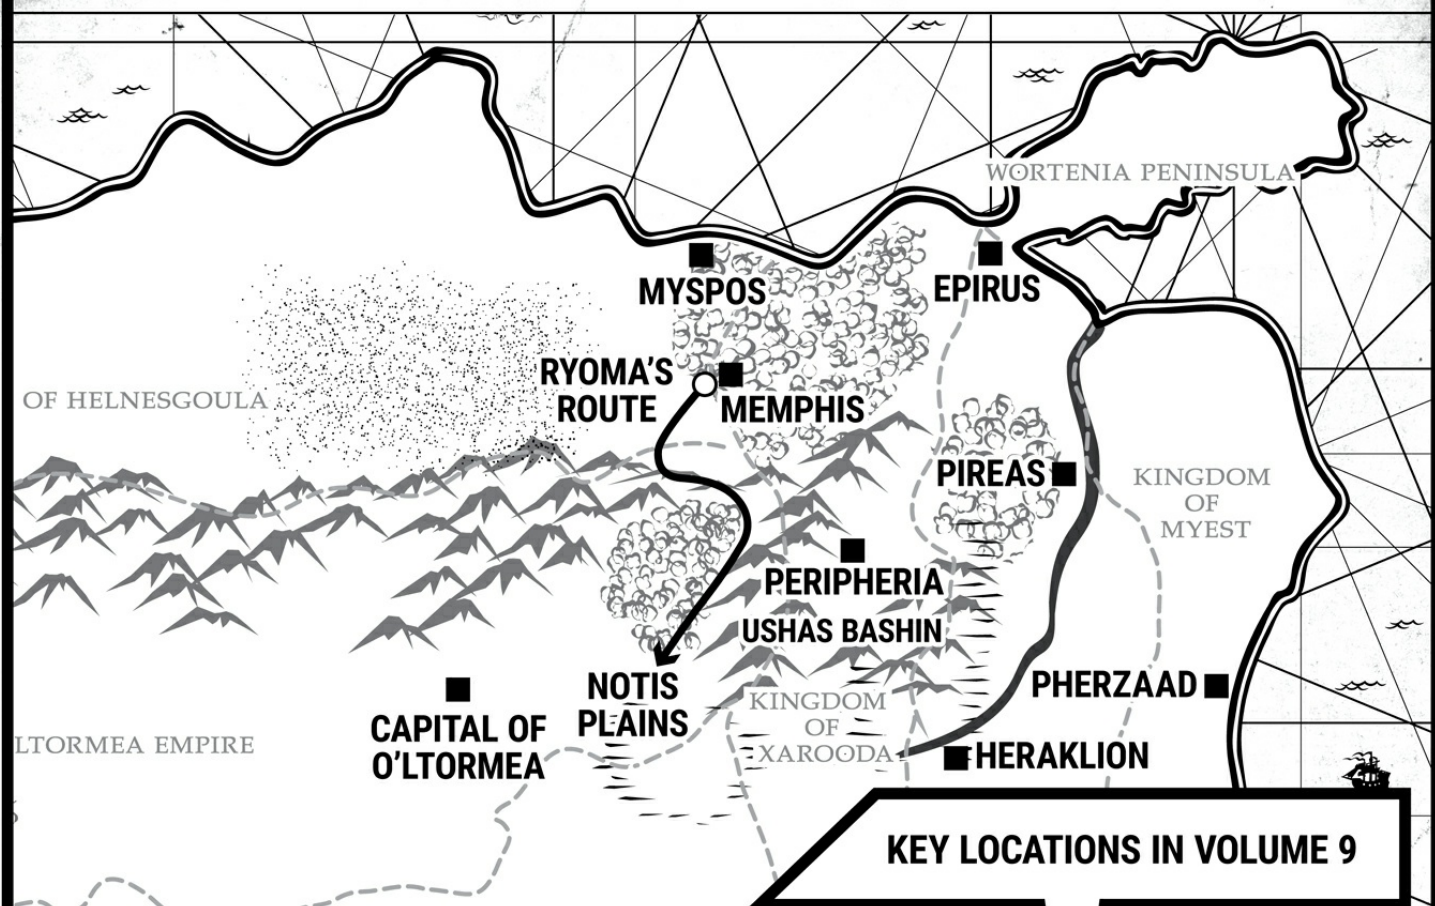 WORTENIA PENINSULA
MYSPOS
EPIRUS
RYOMA'S
ROUTE
MEMPHIS
OF HELNESGOULA
PIREAS
KINGDOM
OF
MYEST
PERIPHERIA
USHAS BASHIN
NOTIS
PLAINS
KINGDOM
OF
XAROODA
PHERZAAD
CAPITAL OF
O'LTORMEA
LTORMEA EMPIRE
HERAKLION
KEY LOCATIONS IN VOLUME 9